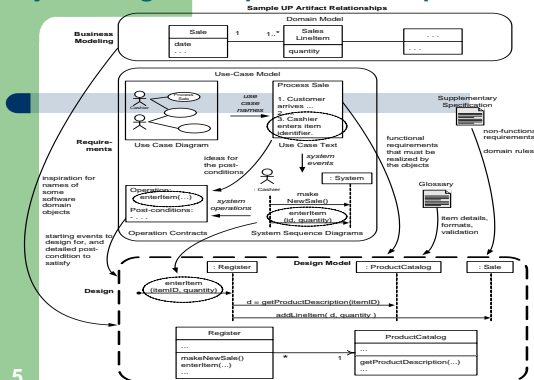 Sample UP Artifact Relationships
Domain Model
Business
Modeling
Sale
date
. . .
1
1..*
Sales
LineItem
quantity
. . .
. . .
Use-Case Model
Process
Sale
Cashier
use
case
names
Process Sale
1. Customer
arrives ...
2. ...
3. Cashier
enters item
identifier.
Require-
ments
Use Case Diagram
Use Case Text
Supplementary
Specification
non-functional
requirements
domain rules
functional
requirements
that must be
realized by
the objects
ideas for
the post-
conditions
system
events
inspiration for
names of
some
software
domain
objects
: Cashier
: System
Operation:
enterItem(…)
Post-conditions:
- . . .
system
operations
make
NewSale()
enterItem
(id, quantity)
Glossary
item details,
formats,
validation
Operation Contracts
System Sequence Diagrams
starting events to
design for, and
detailed post-
condition to
satisfy
Design Model
: Register
: ProductCatalog
: Sale
Design
enterItem
(itemID, quantity)
d = getProductDescription(itemID)
addLineItem( d, quantity )
Register
...
makeNewSale()
enterItem(...)
...
*
1
ProductCatalog
...
getProductDescription(...)
...
5